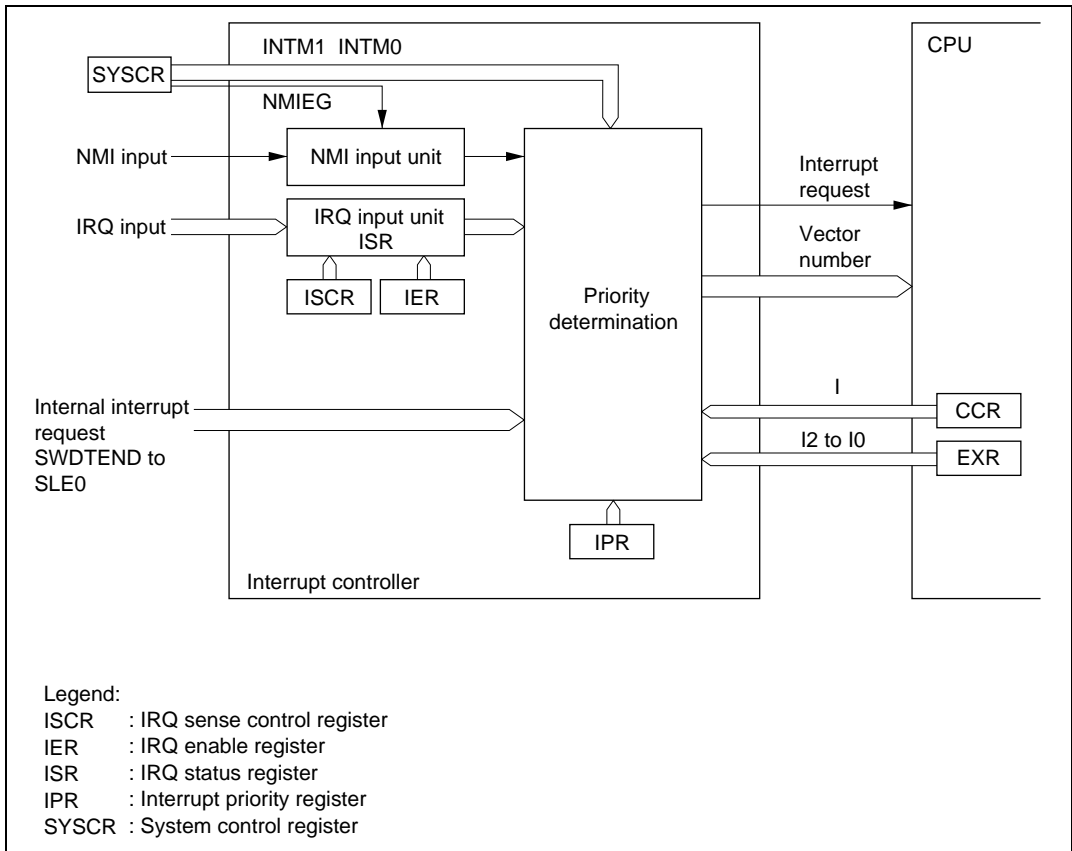 INTM1 INTM0
CPU
SYSCR
NMIEG
NMI input
NMI input unit
Interrupt
request
IRQ input
IRQ input unit
ISR
Vector
number
ISCR
IER
Priority
determination
I
CCR
Internal interrupt
request
SWDTEND to
SLE0
I2 to I0
EXR
IPR
Interrupt controller
Legend:
ISCR : IRQ sense control register
IER : IRQ enable register
ISR : IRQ status register
IPR : Interrupt priority register
SYSCR : System control register